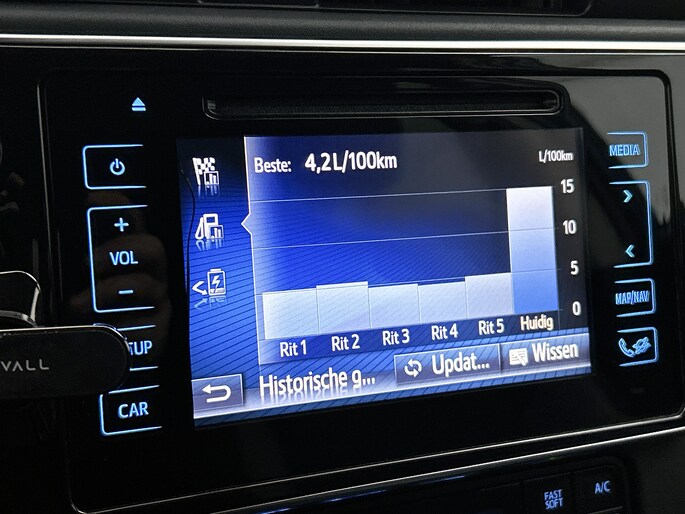 Beste: 4,2L/100km
L/100km
15
10
5
0
Rit 1 Rit 2 Rit 3 Rit 4 Rit 5 Huidig
Historische g... Updat... Wissen
+
VOL
−
CAR
VALL
MEDIA
MAP/NAV
FAST
SOFT
A/C